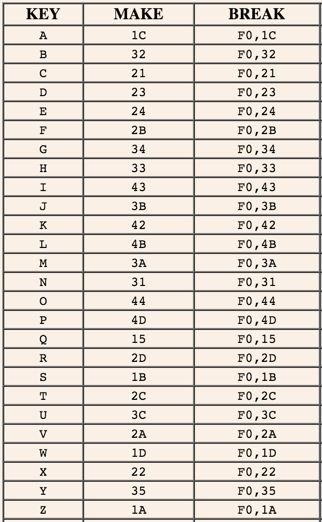 KEY MAKE BREAK
A 1C F0,1C
B 32 F0,32
C 21 F0,21
D 23 F0,23
E 24 F0,24
F 2B F0,2B
G 34 F0,34
H 33 F0,33
I 43 F0,43
J 3B F0,3B
K 42 F0,42
L 4B F0,4B
M 3A F0,3A
N 31 F0,31
O 44 F0,44
P 4D F0,4D
Q 15 F0,15
R 2D F0,2D
S 1B F0,1B
T 2C F0,2C
U 3C F0,3C
V 2A F0,2A
W 1D F0,1D
X 22 F0,22
Y 35 F0,35
Z 1A F0,1A